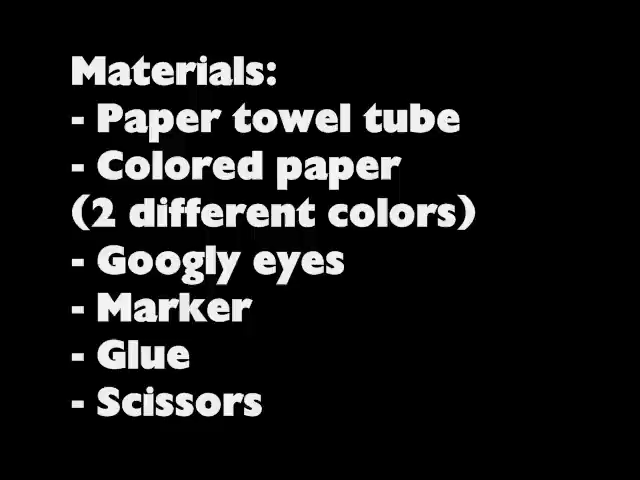 Materials:
- Paper towel tube
- Colored paper
(2 different colors)
- Googly eyes
- Marker
- Glue
- Scissors